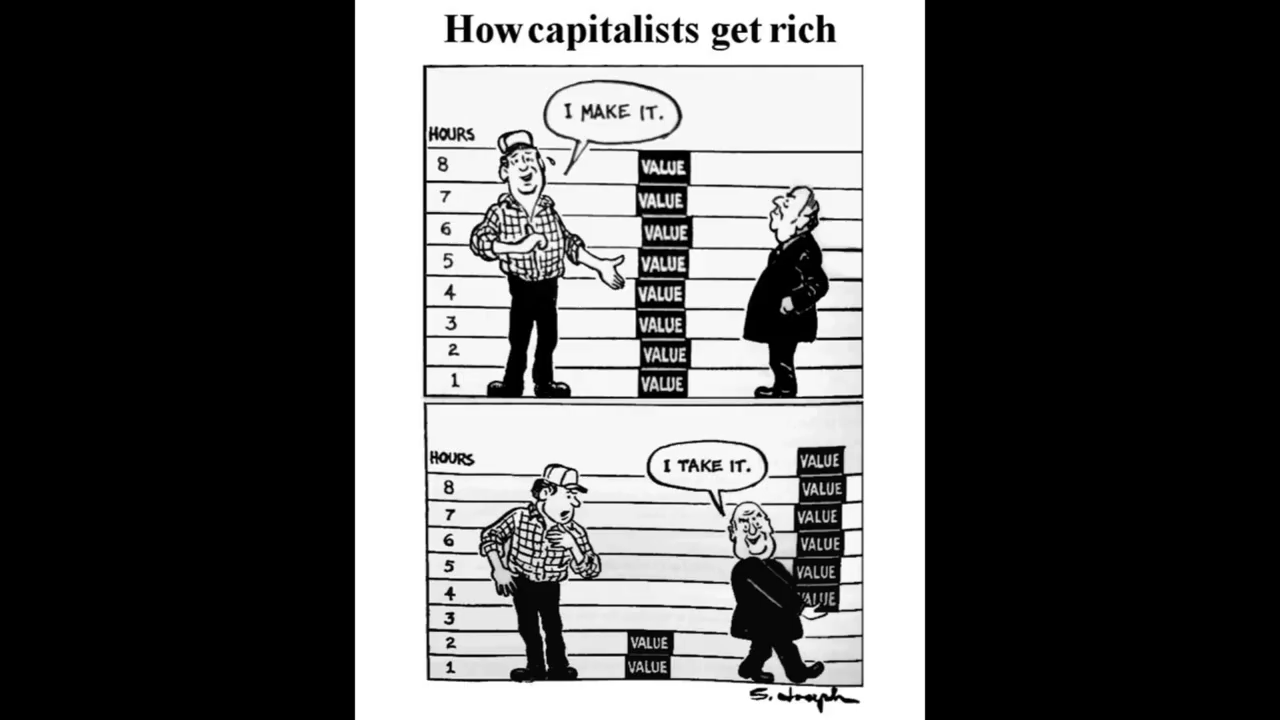 How capitalists get rich
I MAKE IT.
HOURS
8 VALUE
7 VALUE
6 VALUE
5 VALUE
4 VALUE
3 VALUE
2 VALUE
1 VALUE
I TAKE IT.
HOURS
VALUE
8 VALUE
7 VALUE
6 VALUE
5 VALUE
4 VALUE
3
2 VALUE
1 VALUE
S. Joseph